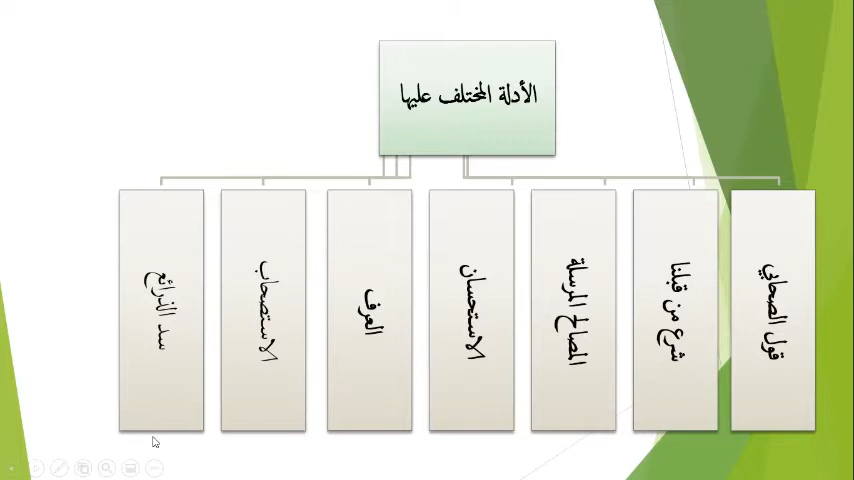 الأدلة المختلف عليها
قول الصحابي
شرع من قبلنا
المصالح المرسلة
الاستحسان
العرف
الاستصحاب
سد الذرائع